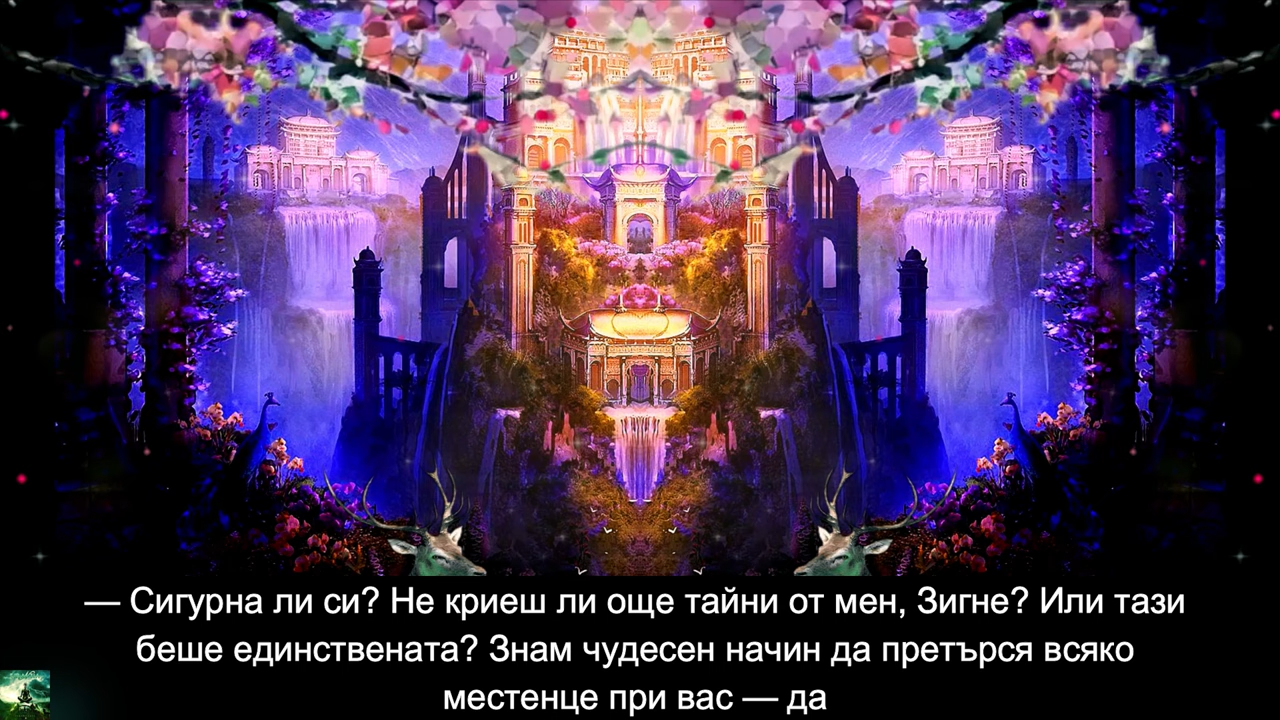 — Сигурна ли си? Не криеш ли още тайни от мен, Зигне? Или тази
беше единствената? Знам чудесен начин да претърся всяко
местенце при вас — да